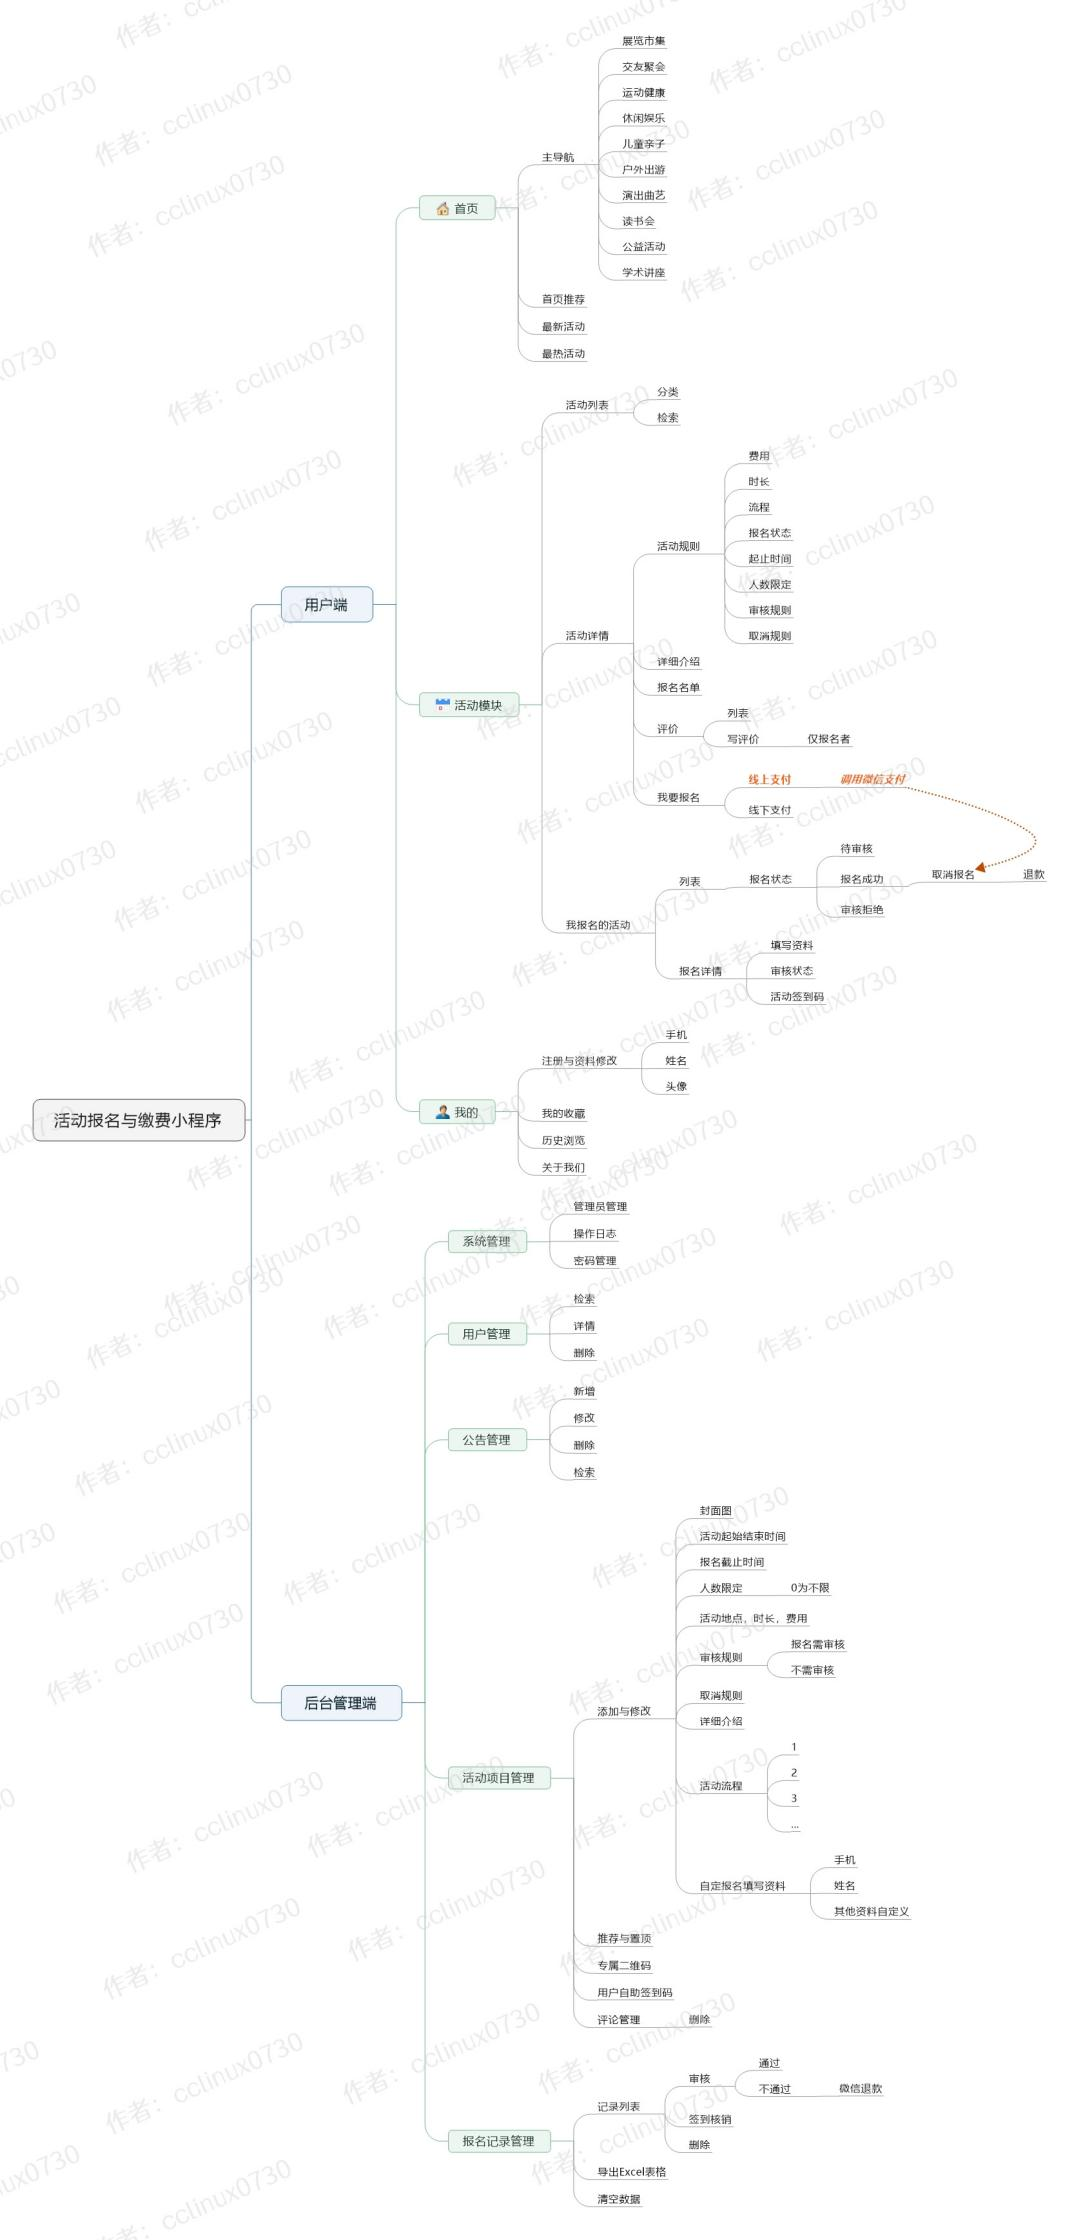 活动报名与缴费小程序
用户端
首页
主导航
展览市集
交友聚会
运动健康
休闲娱乐
儿童亲子
户外出游
演出曲艺
读书会
公益活动
学术讲座
首页推荐
最新活动
最热活动
活动模块
活动列表
分类
检索
活动详情
活动规则
费用
时长
流程
报名状态
起止时间
人数限定
审核规则
取消规则
详细介绍
报名名单
评价
列表
写评价
仅报名者
我要报名
线上支付
调用微信支付
线下支付
我报名的活动
列表
报名状态
待审核
报名成功
取消报名
退款
审核拒绝
报名详情
填写资料
审核状态
活动签到码
我的
注册与资料修改
手机
姓名
头像
我的收藏
历史浏览
关于我们
后台管理端
系统管理
管理员管理
操作日志
密码管理
用户管理
检索
详情
删除
公告管理
新增
修改
删除
检索
活动项目管理
添加与修改
封面图
活动起始结束时间
报名截止时间
人数限定
0为不限
活动地点，时长，费用
审核规则
报名需审核
不需审核
取消规则
详细介绍
活动流程
1
2
3
...
自定报名填写资料
手机
姓名
其他资料自定义
推荐与置顶
专属二维码
用户自助签到码
评论管理
删除
报名记录管理
记录列表
审核
通过
不通过
微信退款
签到核销
删除
导出Excel表格
清空数据
作者：cclinux0730